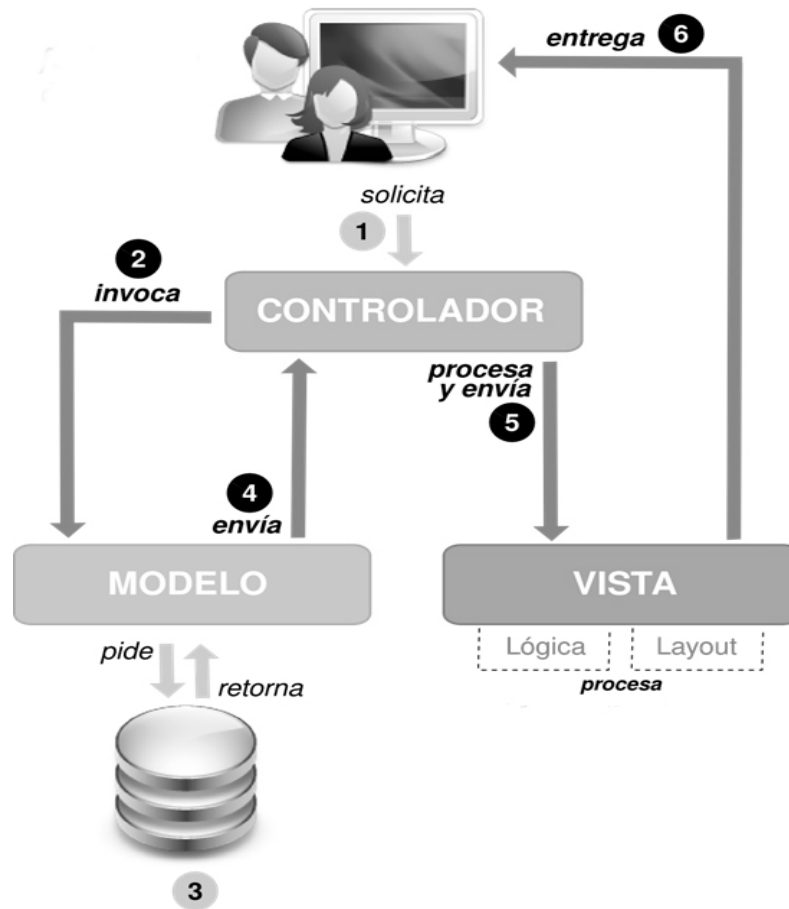 entrega 6
solicita
1
2
invoca
CONTROLADOR
procesa
y envía
5
4
envía
MODELO
VISTA
Lógica
Layout
procesa
pide
retorna
3